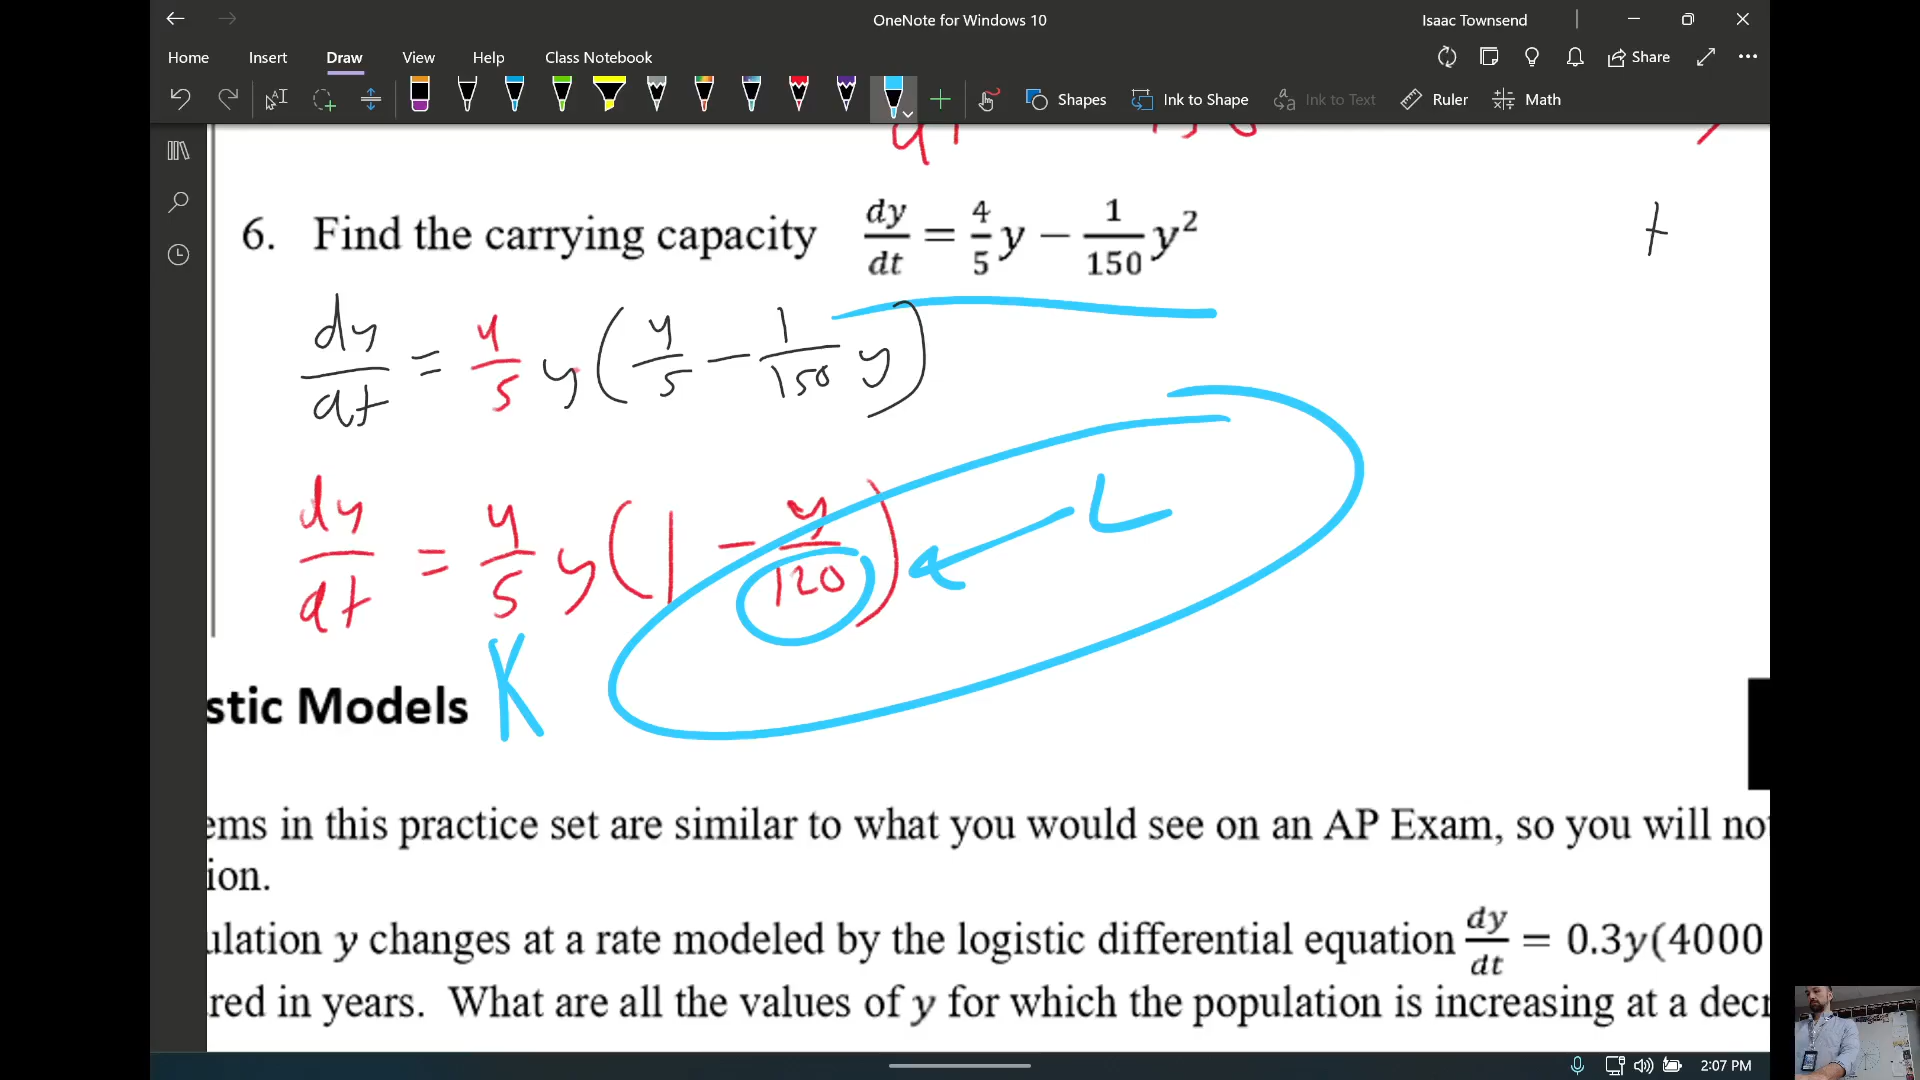 OneNote for Windows 10
Isaac Townsend
Home Insert Draw View Help Class Notebook
Share
Shapes Ink to Shape Ink to Text Ruler Math
6. Find the carrying capacity dy/dt = 4/5 y − 1/150 y²
t
dy/dt = 4/5 y ( 4/5 − 1/150 y )
L
dy/dt = 4/5 y ( 1 − y/120 )
K
stic Models
ems in this practice set are similar to what you would see on an AP Exam, so you will no
ion.
ulation y changes at a rate modeled by the logistic differential equation dy/dt = 0.3y(4000
red in years. What are all the values of y for which the population is increasing at a decr
2:07 PM